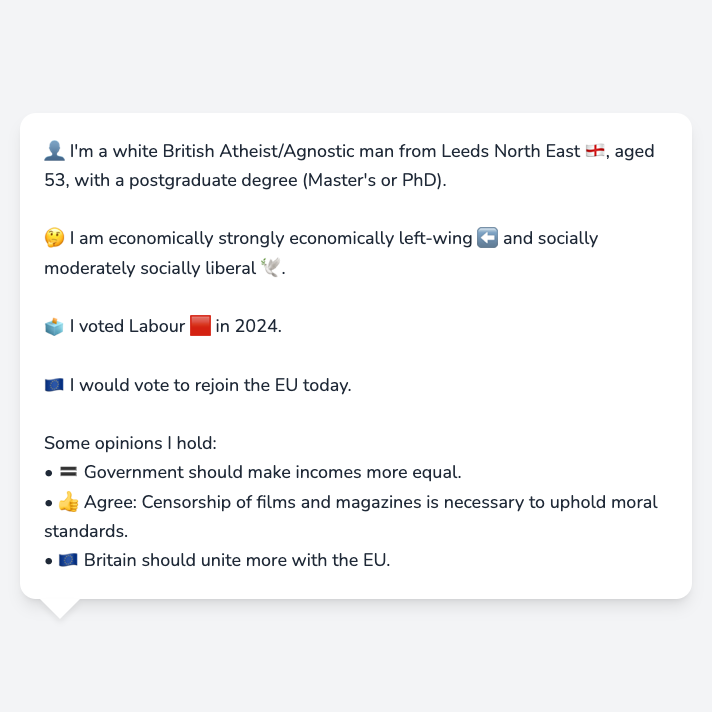 👤 I'm a white British Atheist/Agnostic man from Leeds North East 🏴󠁧󠁢󠁥󠁮󠁧󠁿, aged
53, with a postgraduate degree (Master's or PhD).
🤔 I am economically strongly economically left-wing ⬅️ and socially
moderately socially liberal 🕊️.
🗳️ I voted Labour 🟥 in 2024.
🇪🇺 I would vote to rejoin the EU today.
Some opinions I hold:
• 🟰 Government should make incomes more equal.
• 👍 Agree: Censorship of films and magazines is necessary to uphold moral
standards.
• 🇪🇺 Britain should unite more with the EU.